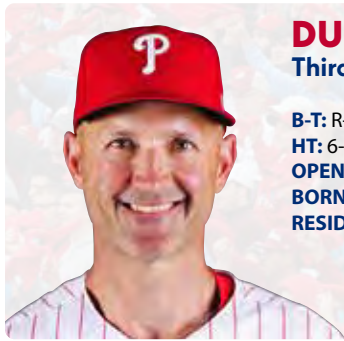 DU
Thir
B-T: R-
HT: 6-
OPEN
BORN
RESID
P